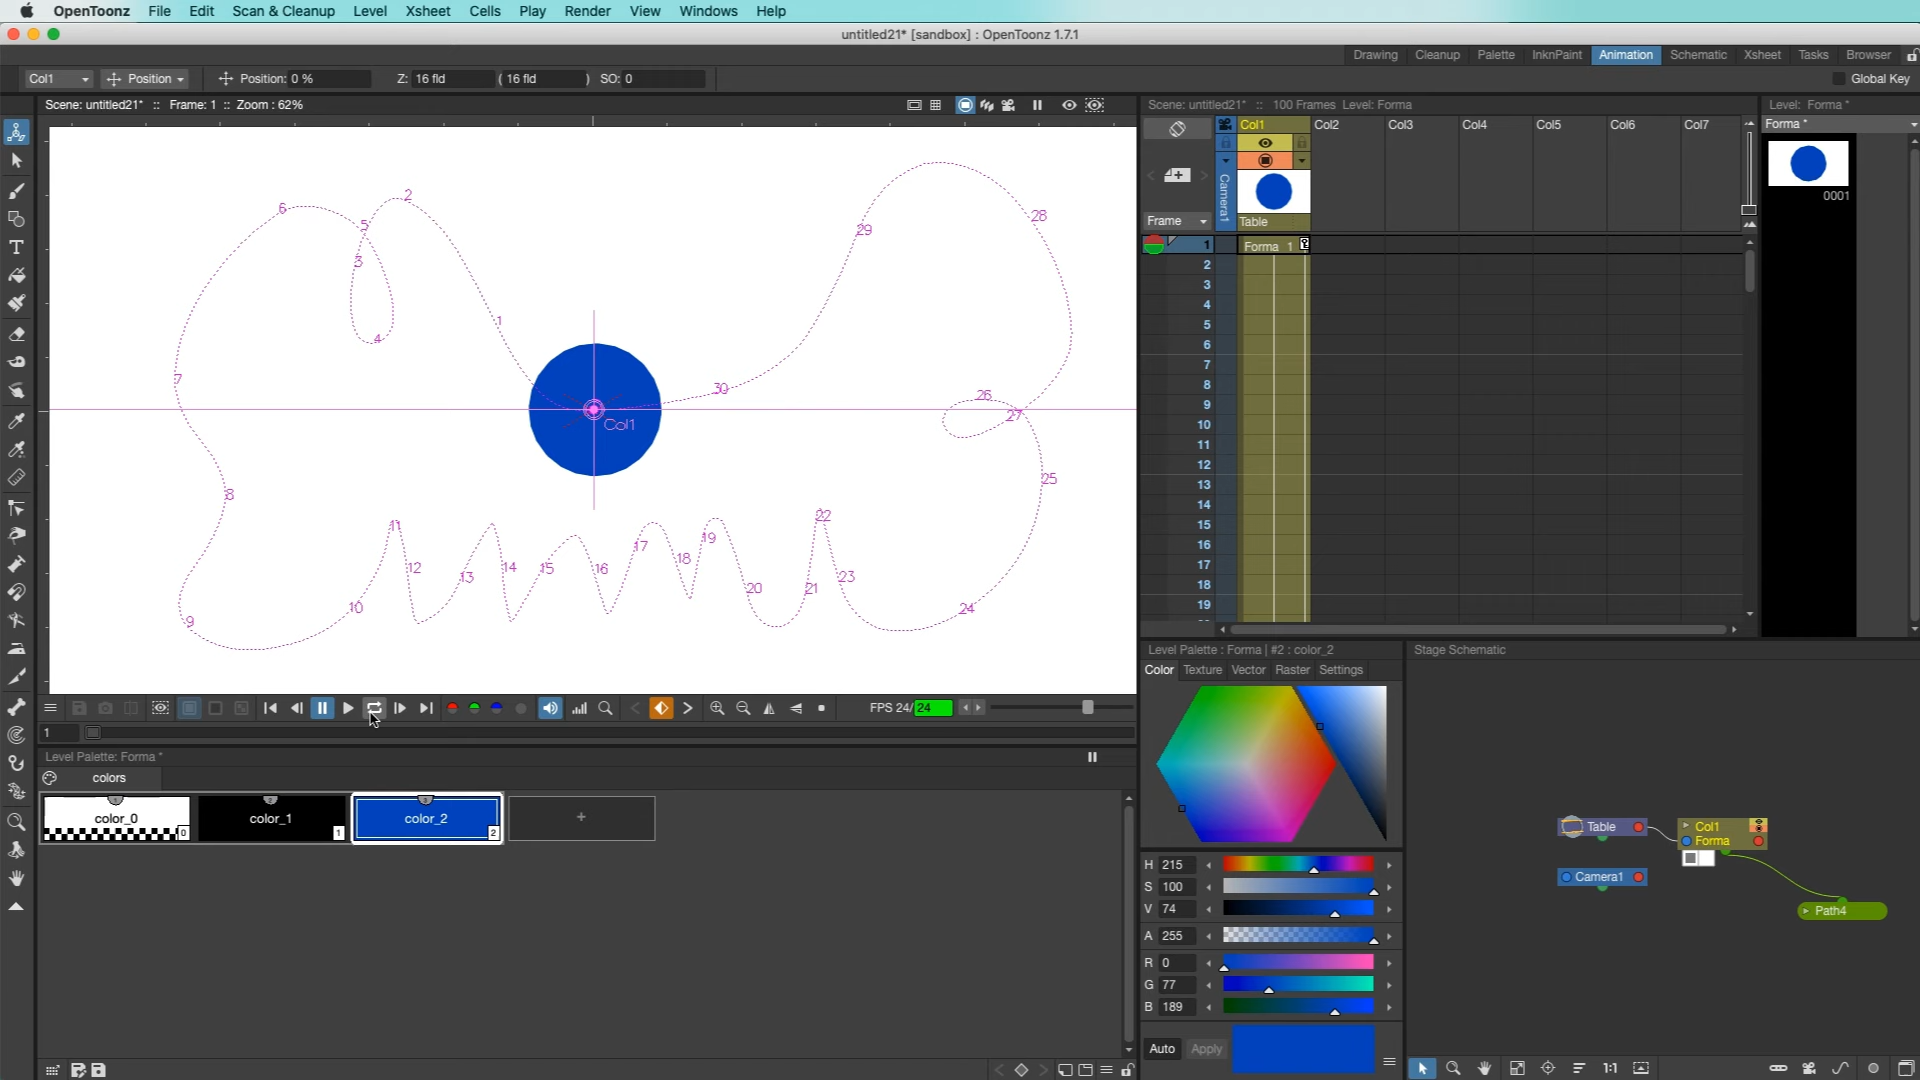 OpenToonz File Edit Scan & Cleanup Level Xsheet Cells Play Render View Windows Help
untitled21* [sandbox] : OpenToonz 1.7.1
Drawing Cleanup Palette InknPaint Animation Schematic Xsheet Tasks Browser
Col1 Position Position: 0 % Z: 16 fld ( 16 fld ) SO: 0 Global Key
Scene: untitled21* :: Frame: 1 :: Zoom : 62%
Scene: untitled21* :: 100 Frames Level: Forma
Level: Forma *
Col1 Col2 Col3 Col4 Col5 Col6 Col7
Forma *
Camera1
0001
Frame
Table
1
Forma 1
2
3
4
5
6
7
8
9
10
11
12
13
14
15
16
17
18
19
2
6
5
28
29
3
1
4
7
30
26
27
Col1
25
8
22
11
19
17
18
12
13
14
15
16
20
21
23
10
24
9
Level Palette : Forma | #2 : color_2
Stage Schematic
Color Texture Vector Raster Settings
FPS 24/24
1
Level Palette: Forma *
colors
color_0
0
color_1
1
color_2
2
+
Table
Col1
Forma
Camera1
Path4
H 215
S 100
V 74
A 255
R 0
G 77
B 189
Auto Apply
1:1